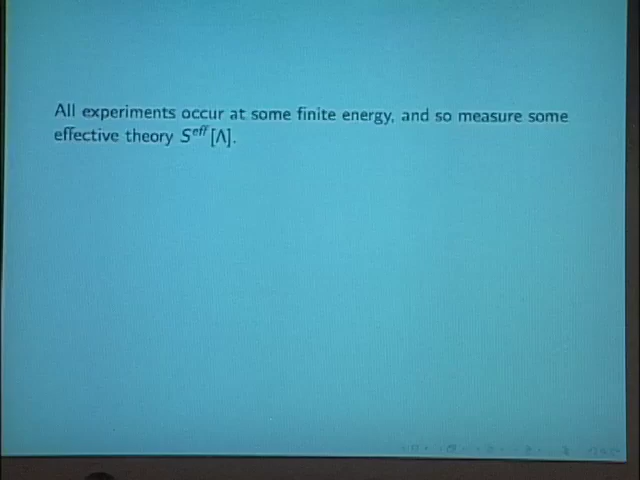 All experiments occur at some finite energy, and so measure some
effective theory S^eff [Λ].